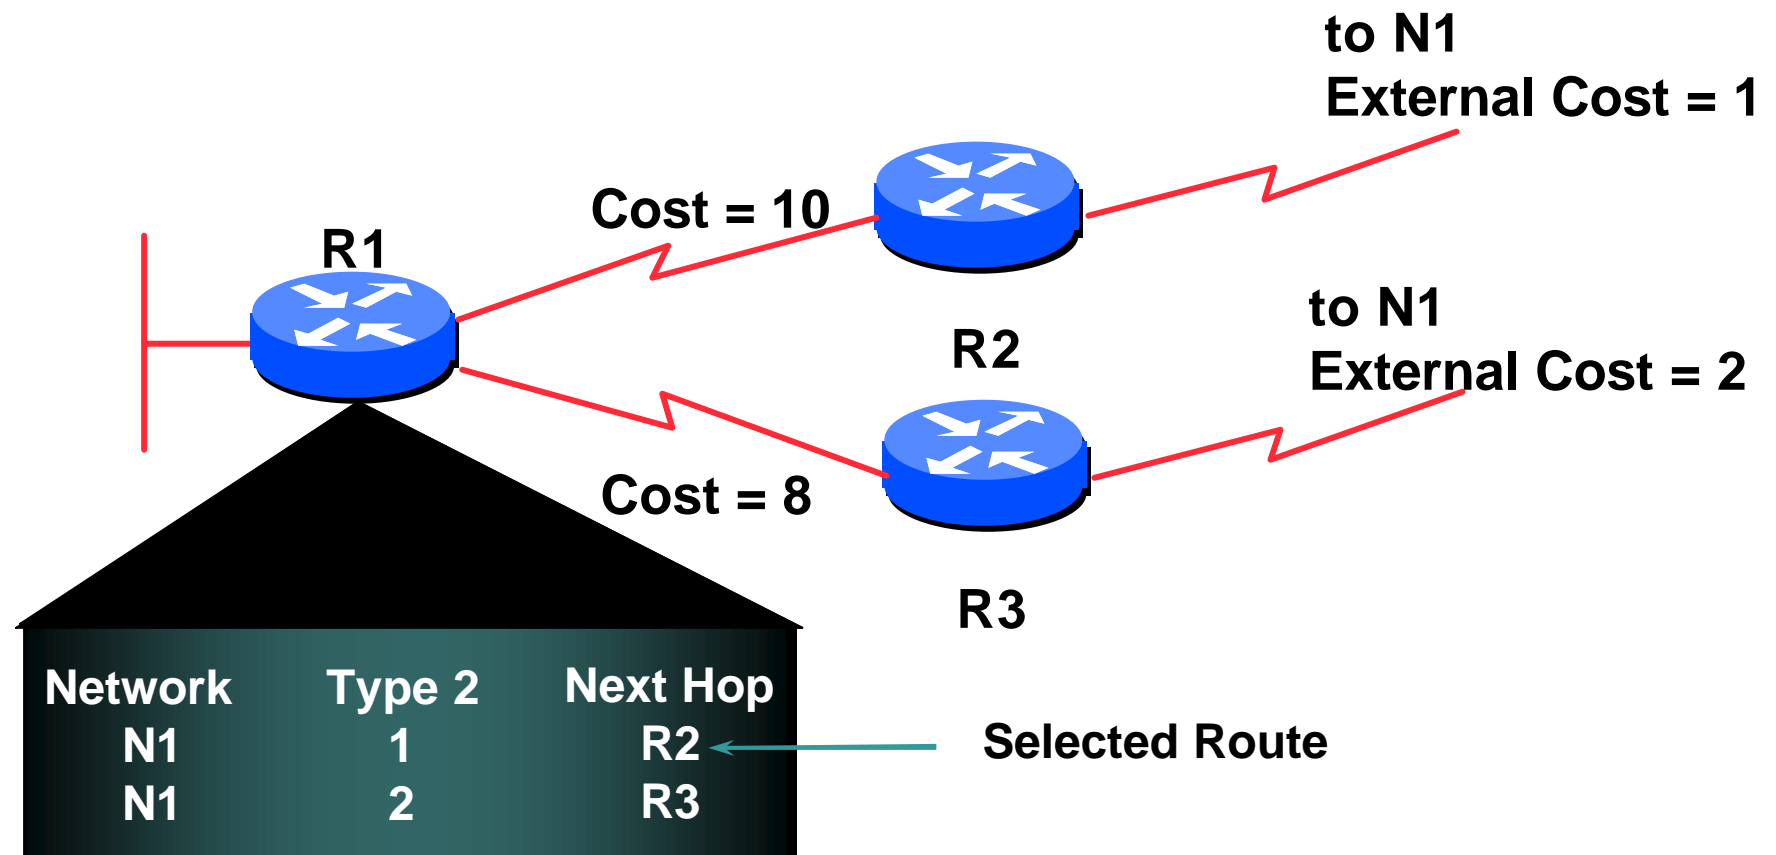 to N1
External Cost = 1
Cost = 10
R1
R2
to N1
External Cost = 2
Cost = 8
R3
Network Type 2 Next Hop
N1 1 R2
N1 2 R3
Selected Route